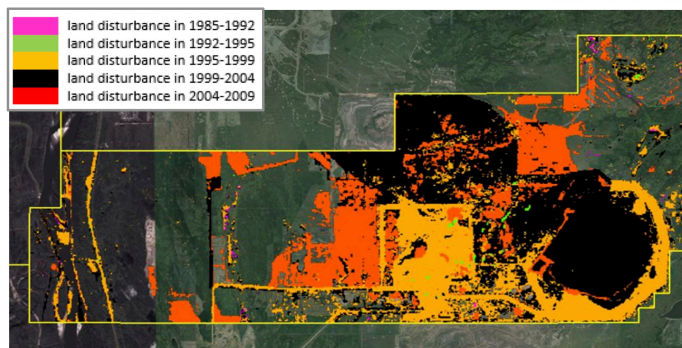 land disturbance in 1985-1992
land disturbance in 1992-1995
land disturbance in 1995-1999
land disturbance in 1999-2004
land disturbance in 2004-2009